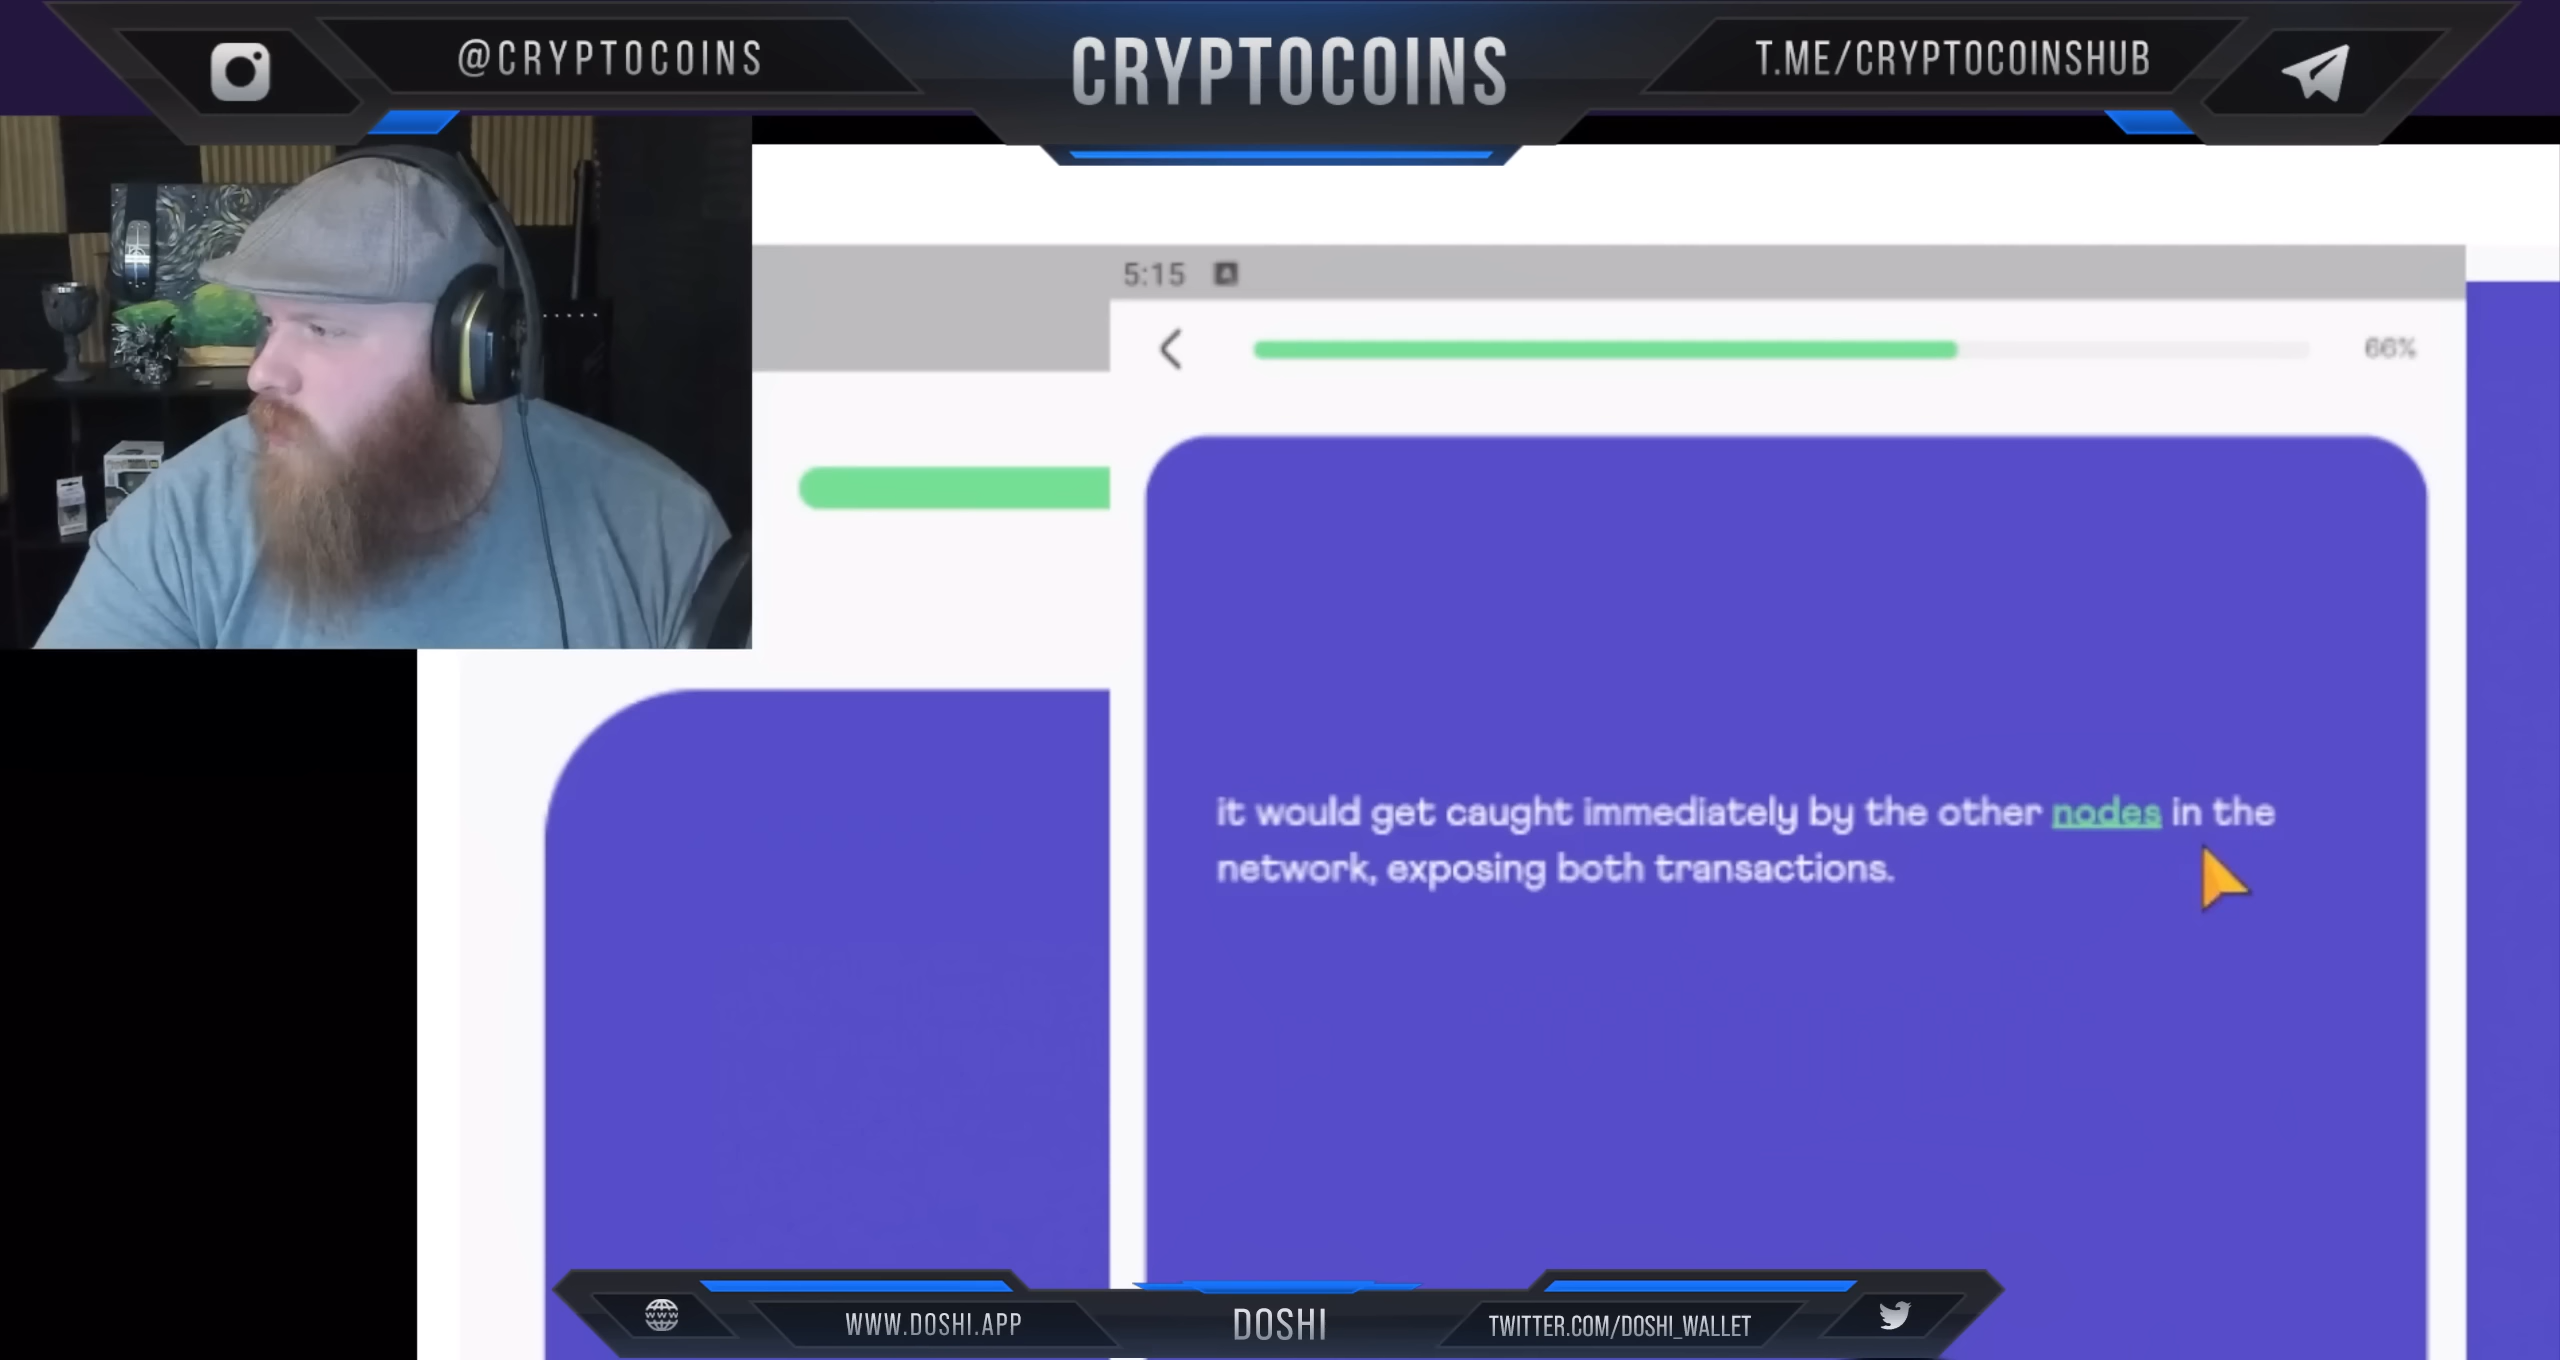 @CRYPTOCOINS
CRYPTOCOINS
T.ME/CRYPTOCOINSHUB
5:15
66%
it would get caught immediately by the other nodes in the
network, exposing both transactions.
WWW.DOSHI.APP
DOSHI
TWITTER.COM/DOSHI_WALLET